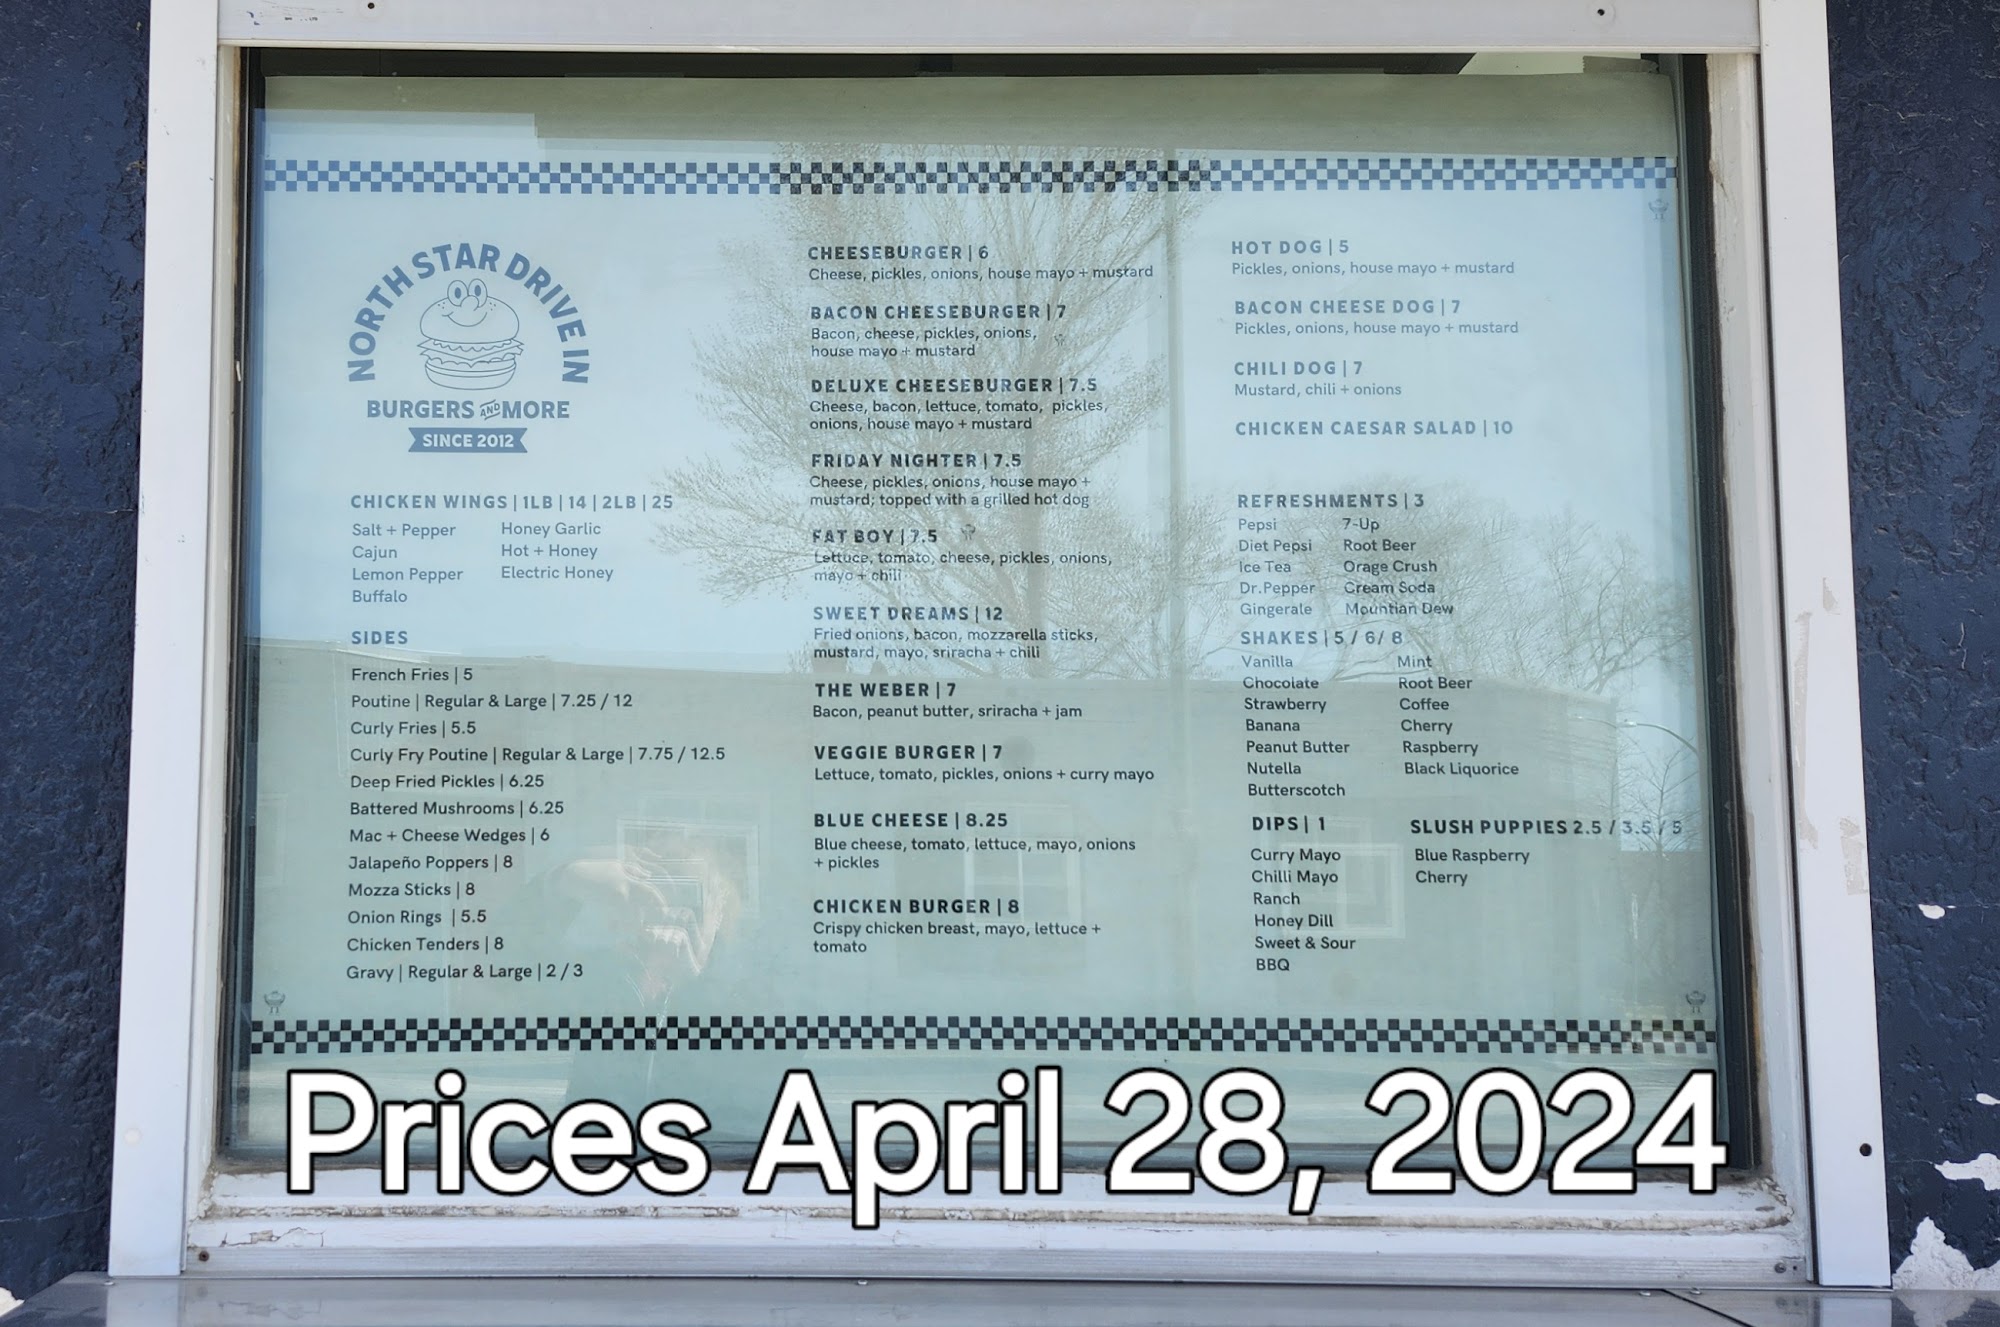 NORTH STAR DRIVE IN
BURGERS AND MORE
SINCE 2012
CHICKEN WINGS | 1LB | 14 | 2LB | 25
Salt + Pepper
Cajun
Lemon Pepper
Buffalo
Honey Garlic
Hot + Honey
Electric Honey
SIDES
French Fries | 5
Poutine | Regular & Large | 7.25 / 12
Curly Fries | 5.5
Curly Fry Poutine | Regular & Large | 7.75 / 12.5
Deep Fried Pickles | 6.25
Battered Mushrooms | 6.25
Mac + Cheese Wedges | 6
Jalapeño Poppers | 8
Mozza Sticks | 8
Onion Rings | 5.5
Chicken Tenders | 8
Gravy | Regular & Large | 2 / 3
CHEESEBURGER | 6
Cheese, pickles, onions, house mayo + mustard
BACON CHEESEBURGER | 7
Bacon, cheese, pickles, onions,
house mayo + mustard
DELUXE CHEESEBURGER | 7.5
Cheese, bacon, lettuce, tomato, pickles,
onions, house mayo + mustard
FRIDAY NIGHTER | 7.5
Cheese, pickles, onions, house mayo +
mustard; topped with a grilled hot dog
FAT BOY | 7.5
Lettuce, tomato, cheese, pickles, onions,
mayo + chili
SWEET DREAMS | 12
Fried onions, bacon, mozzarella sticks,
mustard, mayo, sriracha + chili
THE WEBER | 7
Bacon, peanut butter, sriracha + jam
VEGGIE BURGER | 7
Lettuce, tomato, pickles, onions + curry mayo
BLUE CHEESE | 8.25
Blue cheese, tomato, lettuce, mayo, onions
+ pickles
CHICKEN BURGER | 8
Crispy chicken breast, mayo, lettuce +
tomato
HOT DOG | 5
Pickles, onions, house mayo + mustard
BACON CHEESE DOG | 7
Pickles, onions, house mayo + mustard
CHILI DOG | 7
Mustard, chili + onions
CHICKEN CAESAR SALAD | 10
REFRESHMENTS | 3
Pepsi
Diet Pepsi
Ice Tea
Dr.Pepper
Gingerale
7-Up
Root Beer
Orage Crush
Cream Soda
Mountian Dew
SHAKES | 5 / 6/ 8
Vanilla
Chocolate
Strawberry
Banana
Peanut Butter
Nutella
Butterscotch
Mint
Root Beer
Coffee
Cherry
Raspberry
Black Liquorice
DIPS | 1
Curry Mayo
Chilli Mayo
Ranch
Honey Dill
Sweet & Sour
BBQ
SLUSH PUPPIES 2.5 / 3.5 / 5
Blue Raspberry
Cherry
Prices April 28, 2024